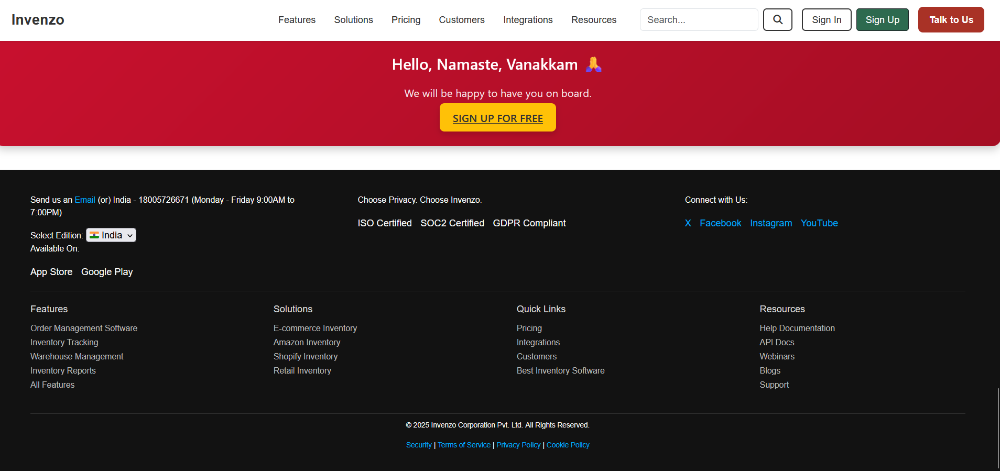 Invenzo
Features Solutions Pricing Customers Integrations Resources Search... Sign In Sign Up Talk to Us
Hello, Namaste, Vanakkam 🙏
We will be happy to have you on board.
SIGN UP FOR FREE
Send us an Email (or) India - 18005726671 (Monday - Friday 9:00AM to
7:00PM)
Select Edition: India
Available On:
App Store Google Play
Choose Privacy. Choose Invenzo.
ISO Certified SOC2 Certified GDPR Compliant
Connect with Us:
X Facebook Instagram YouTube
Features
Order Management Software
Inventory Tracking
Warehouse Management
Inventory Reports
All Features
Solutions
E-commerce Inventory
Amazon Inventory
Shopify Inventory
Retail Inventory
Quick Links
Pricing
Integrations
Customers
Best Inventory Software
Resources
Help Documentation
API Docs
Webinars
Blogs
Support
© 2025 Invenzo Corporation Pvt. Ltd. All Rights Reserved.
Security | Terms of Service | Privacy Policy | Cookie Policy